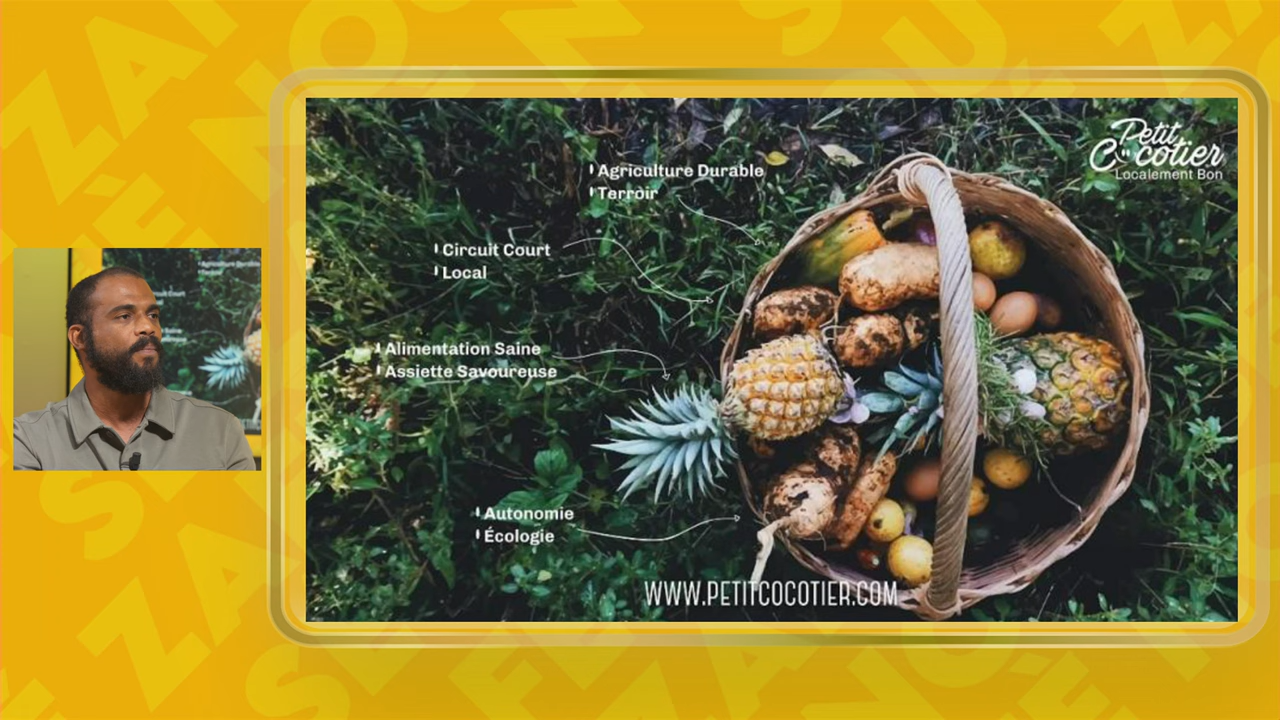 Petit
Cocotier
Localement Bon
Agriculture Durable
Terroir
Circuit Court
Local
Alimentation Saine
Assiette Savoureuse
Autonomie
Écologie
WWW.PETITCOCOTIER.COM